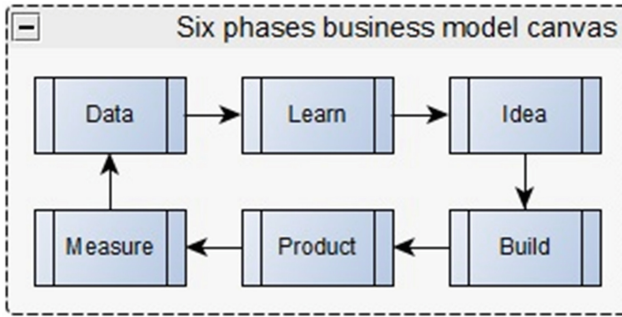 Six phases business model canvas
Data
Learn
Idea
Measure
Product
Build